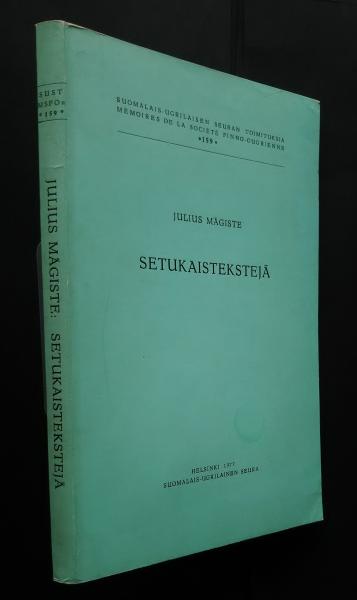 SUST
MSFOu
*159*
JULIUS MÄGISTE: SETUKAISTEKSTEJÄ
SUOMALAIS-UGRILAISEN SEURAN TOIMITUKSIA
MÉMOIRES DE LA SOCIÉTÉ FINNO-OUGRIENNE
*159*
JULIUS MÄGISTE
SETUKAISTEKSTEJÄ
HELSINKI 1977
SUOMALAIS-UGRILAINEN SEURA